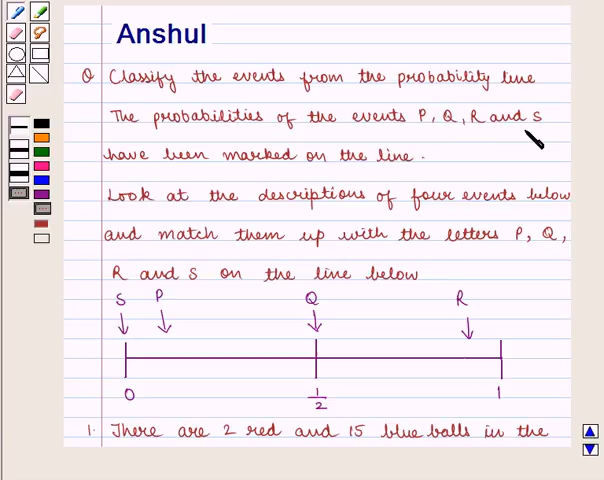 Anshul
Q Classify the events from the probability line
The probabilities of the events P, Q, R and S
have been marked on the line.
Look at the descriptions of four events below
and match them up with the letters P, Q,
R and S on the line below
S P Q R
0 1/2 1
1. There are 2 red and 15 blue balls in the